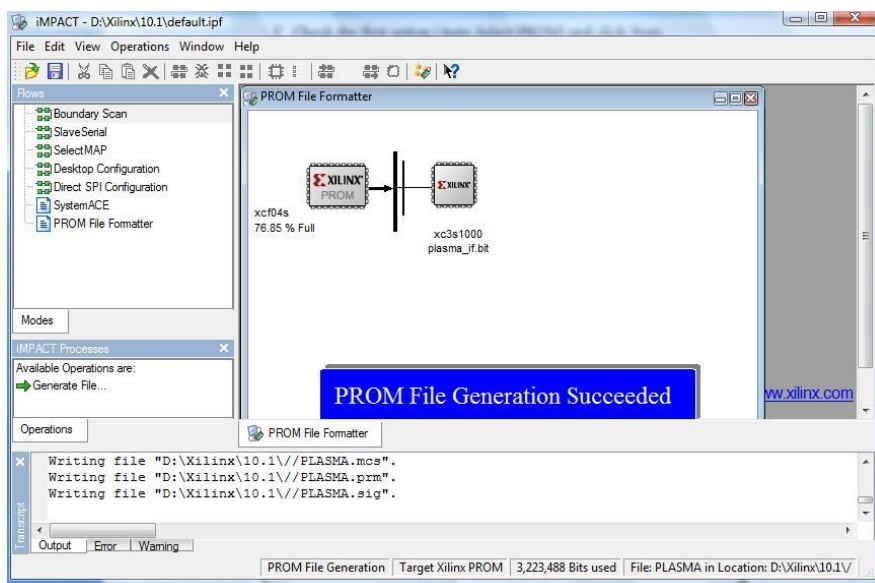 iMPACT - D:\Xilinx\10.1\default.ipf
File Edit View Operations Window Help
Flows
Boundary Scan
SlaveSerial
SelectMAP
Desktop Configuration
Direct SPI Configuration
SystemACE
PROM File Formatter
Modes
iMPACT Processes
Available Operations are:
Generate File...
Operations
PROM File Formatter
XILINX
PROM
XILINX
xcf04s
76.85 % Full
xc3s1000
plasma_if.bit
PROM File Generation Succeeded
ww.xilinx.com
PROM File Formatter
Writing file "D:\Xilinx\10.1\//PLASMA.mcs".
Writing file "D:\Xilinx\10.1\//PLASMA.prm".
Writing file "D:\Xilinx\10.1\//PLASMA.sig".
Transcript
Output Error Warning
PROM File Generation Target Xilinx PROM 3,223,488 Bits used File: PLASMA in Location: D:\Xilinx\10.1\/